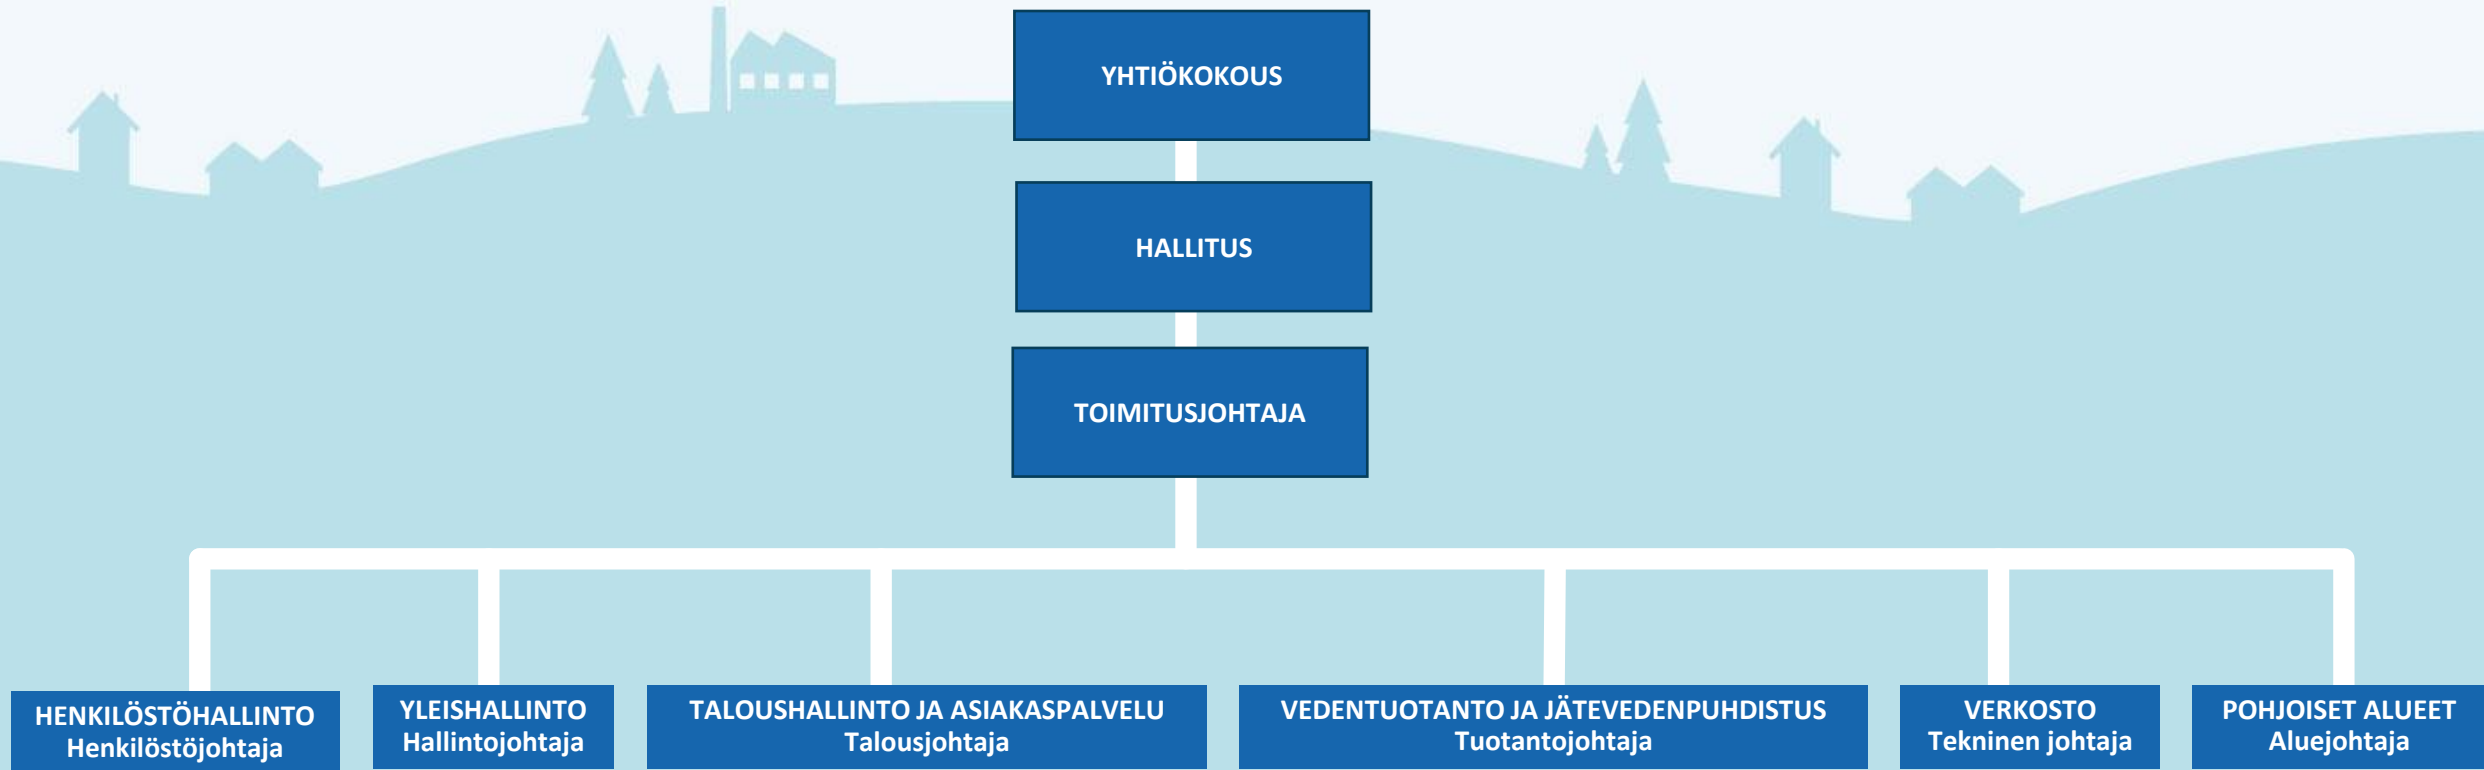 YHTIÖKOKOUS
HALLITUS
TOIMITUSJOHTAJA
HENKILÖSTÖHALLINTO
Henkilöstöjohtaja
YLEISHALLINTO
Hallintojohtaja
TALOUSHALLINTO JA ASIAKASPALVELU
Talousjohtaja
VEDENTUOTANTO JA JÄTEVEDENPUHDISTUS
Tuotantojohtaja
VERKOSTO
Tekninen johtaja
POHJOISET ALUEET
Aluejohtaja